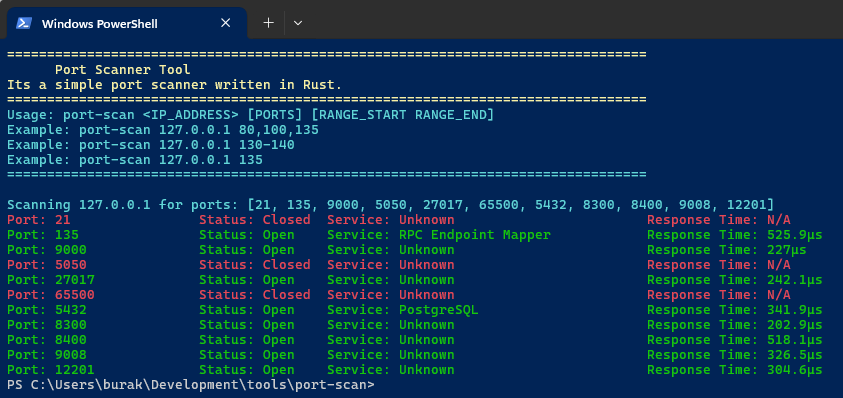 Windows PowerShell
================================================================================
      Port Scanner Tool
Its a simple port scanner written in Rust.
================================================================================
Usage: port-scan <IP_ADDRESS> [PORTS] [RANGE_START RANGE_END]
Example: port-scan 127.0.0.1 80,100,135
Example: port-scan 127.0.0.1 130-140
Example: port-scan 127.0.0.1 135
================================================================================
Scanning 127.0.0.1 for ports: [21, 135, 9000, 5050, 27017, 65500, 5432, 8300, 8400, 9008, 12201]
Port: 21                Status: Closed  Service: Unknown                        Response Time: N/A
Port: 135               Status: Open    Service: RPC Endpoint Mapper            Response Time: 525.9µs
Port: 9000              Status: Open    Service: Unknown                        Response Time: 227µs
Port: 5050              Status: Closed  Service: Unknown                        Response Time: N/A
Port: 27017             Status: Open    Service: Unknown                        Response Time: 242.1µs
Port: 65500             Status: Closed  Service: Unknown                        Response Time: N/A
Port: 5432              Status: Open    Service: PostgreSQL                     Response Time: 341.9µs
Port: 8300              Status: Open    Service: Unknown                        Response Time: 202.9µs
Port: 8400              Status: Open    Service: Unknown                        Response Time: 518.1µs
Port: 9008              Status: Open    Service: Unknown                        Response Time: 326.5µs
Port: 12201             Status: Open    Service: Unknown                        Response Time: 304.6µs
PS C:\Users\burak\Development\tools\port-scan>